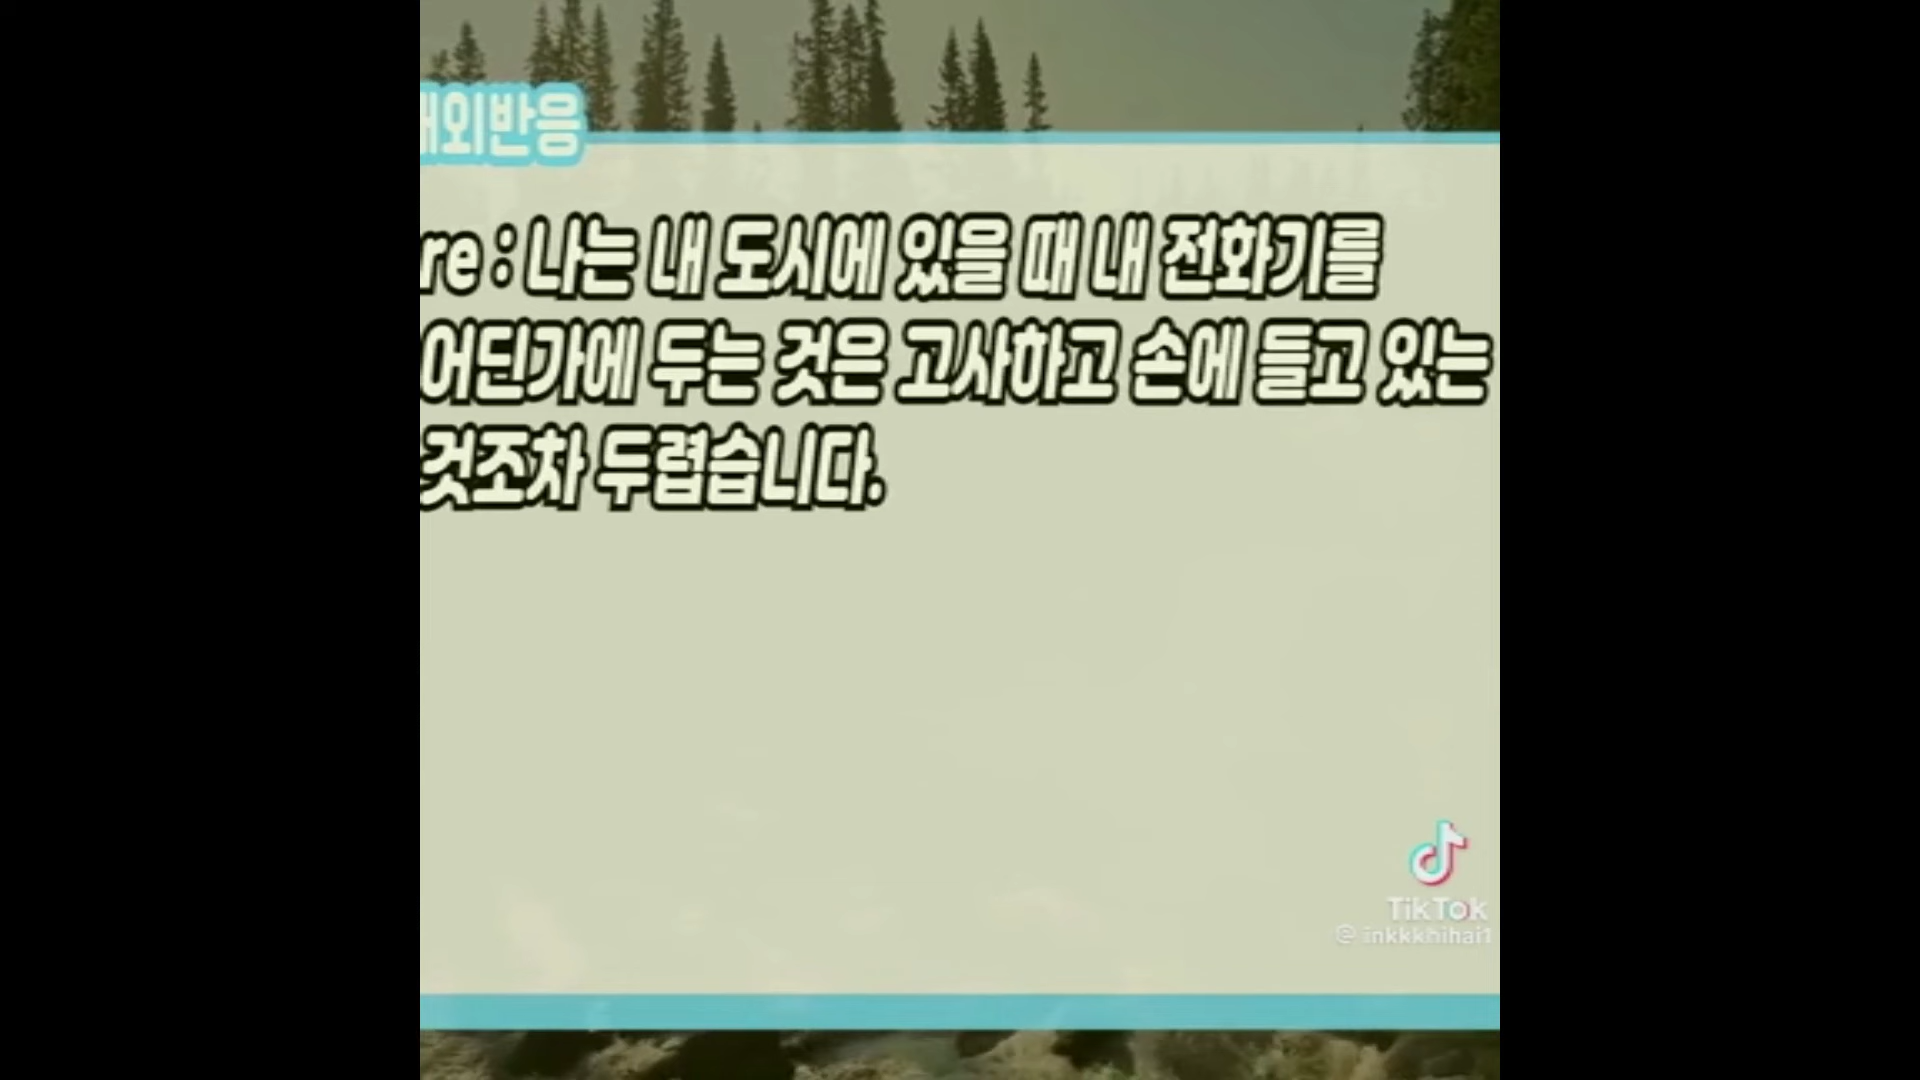 해외반응
re : 나는 내 도시에 있을 때 내 전화기를
어딘가에 두는 것은 고사하고 손에 들고 있는
것조차 두렵습니다.
TikTok
@inkkkhihai1